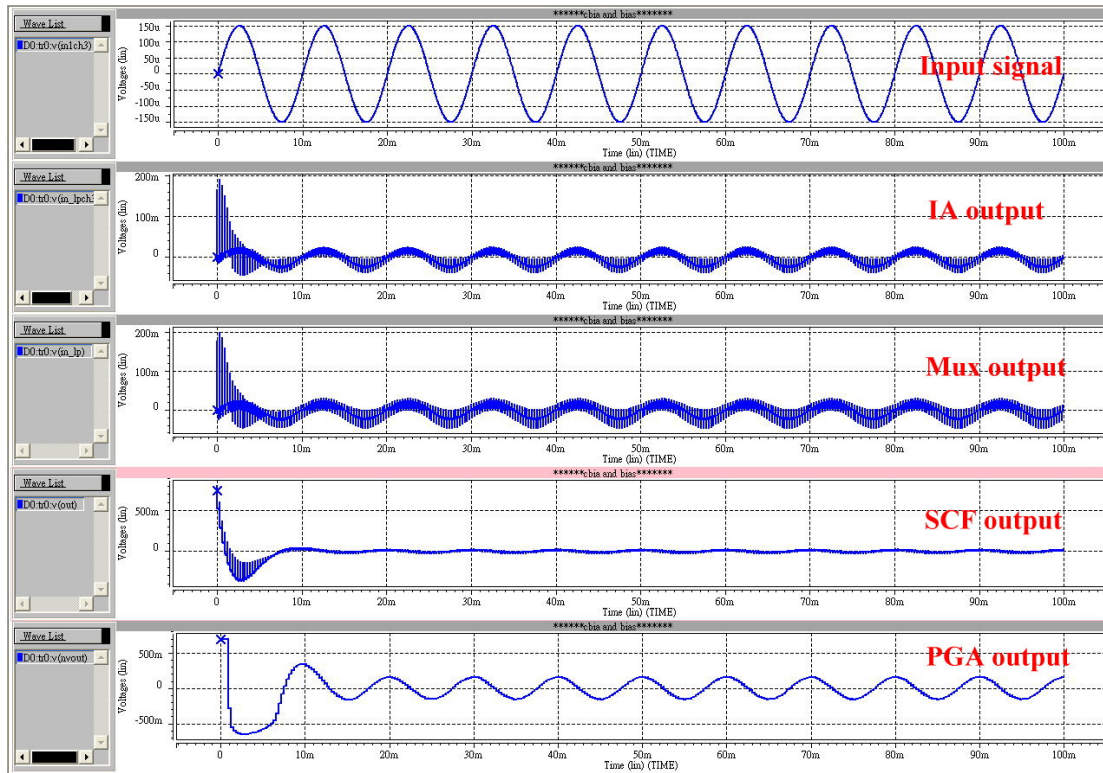 ******cbia and bias*******
Wave List
D0:tr0:v(in1ch3)
Voltages (lin)
150u
100u
50u
0
-50u
-100u
-150u
Input signal
0 10m 20m 30m 40m 50m 60m 70m 80m 90m 100m
Time (lin) (TIME)
******cbia and bias*******
Wave List
D0:tr0:v(in_lpch3
Voltages (lin)
200m
100m
0
IA output
0 10m 20m 30m 40m 50m 60m 70m 80m 90m 100m
Time (lin) (TIME)
******cbia and bias*******
Wave List
D0:tr0:v(in_lp)
Voltages (lin)
200m
100m
0
Mux output
0 10m 20m 30m 40m 50m 60m 70m 80m 90m 100m
Time (lin) (TIME)
******cbia and bias*******
Wave List
D0:tr0:v(out)
Voltages (lin)
500m
0
SCF output
0 10m 20m 30m 40m 50m 60m 70m 80m 90m 100m
Time (lin) (TIME)
******cbia and bias*******
Wave List
D0:tr0:v(nvout)
Voltages (lin)
500m
0
-500m
PGA output
0 10m 20m 30m 40m 50m 60m 70m 80m 90m 100m
Time (lin) (TIME)